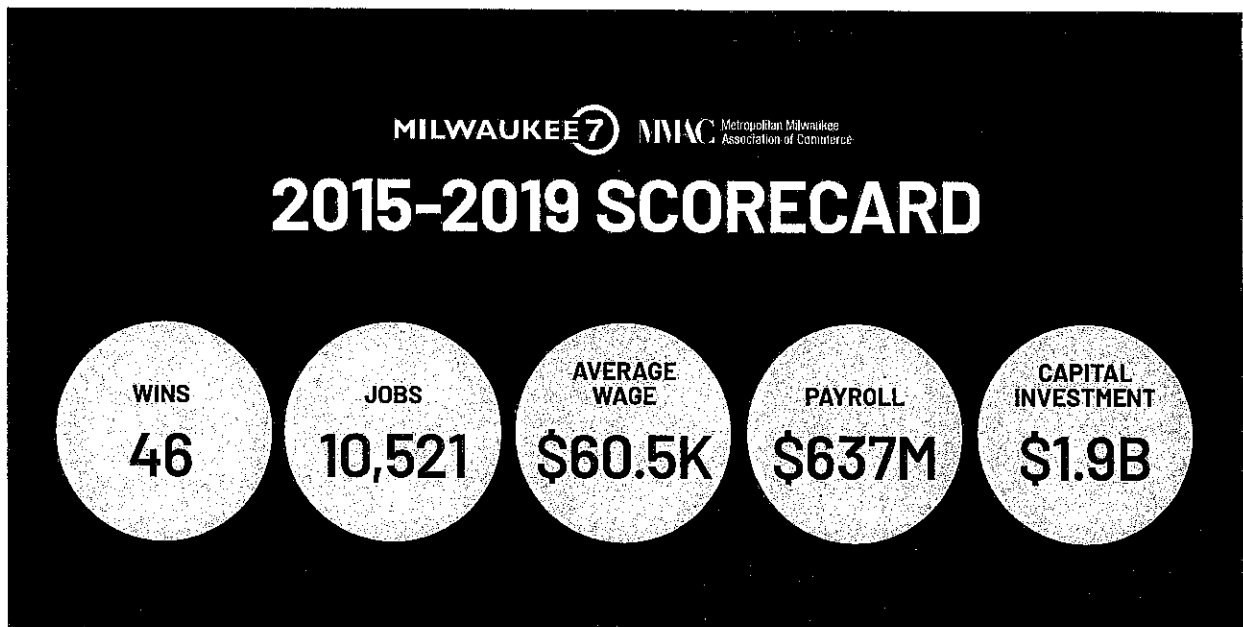 MILWAUKEE 7 MMAC Metropolitan Milwaukee
Association of Commerce
2015-2019 SCORECARD
WINS
46
JOBS
10,521
AVERAGE
WAGE
$60.5K
PAYROLL
$637M
CAPITAL
INVESTMENT
$1.9B